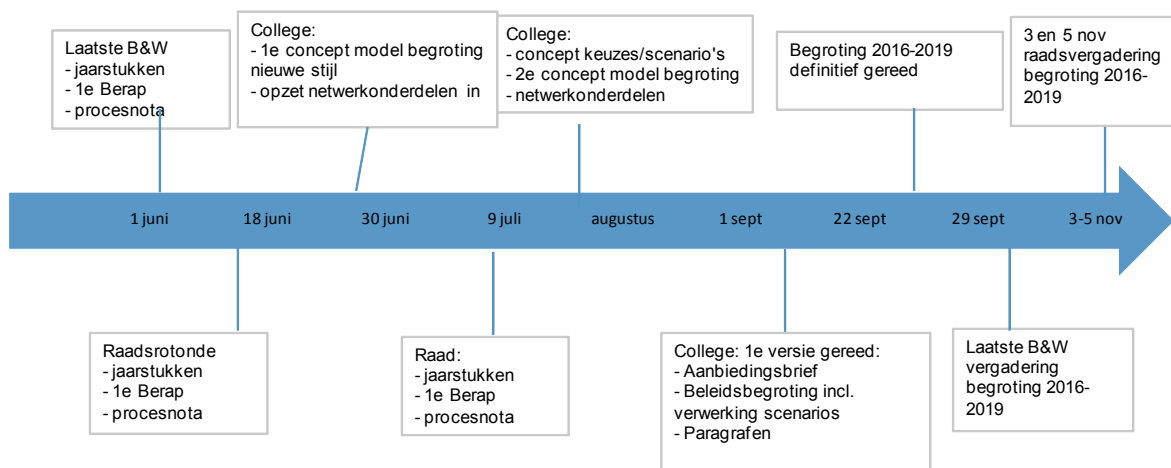 Laatste B&W
- jaarstukken
- 1e Berap
- procesnota
College:
- 1e concept model begroting
nieuwe stijl
- opzet netwerkonderdelen in
College:
- concept keuzes/scenario's
- 2e concept model begroting
- netwerkonderdelen
Begroting 2016-2019
definitief gereed
3 en 5 nov
raadsvergadering
begroting 2016-
2019
1 juni
18 juni
30 juni
9 juli
augustus
1 sept
22 sept
29 sept
3-5 nov
Raadsrotonde
- jaarstukken
- 1e Berap
- procesnota
Raad:
- jaarstukken
- 1e Berap
- procesnota
College: 1e versie gereed:
- Aanbiedingsbrief
- Beleidsbegroting incl.
verwerking scenarios
- Paragrafen
Laatste B&W
vergadering
begroting 2016-
2019